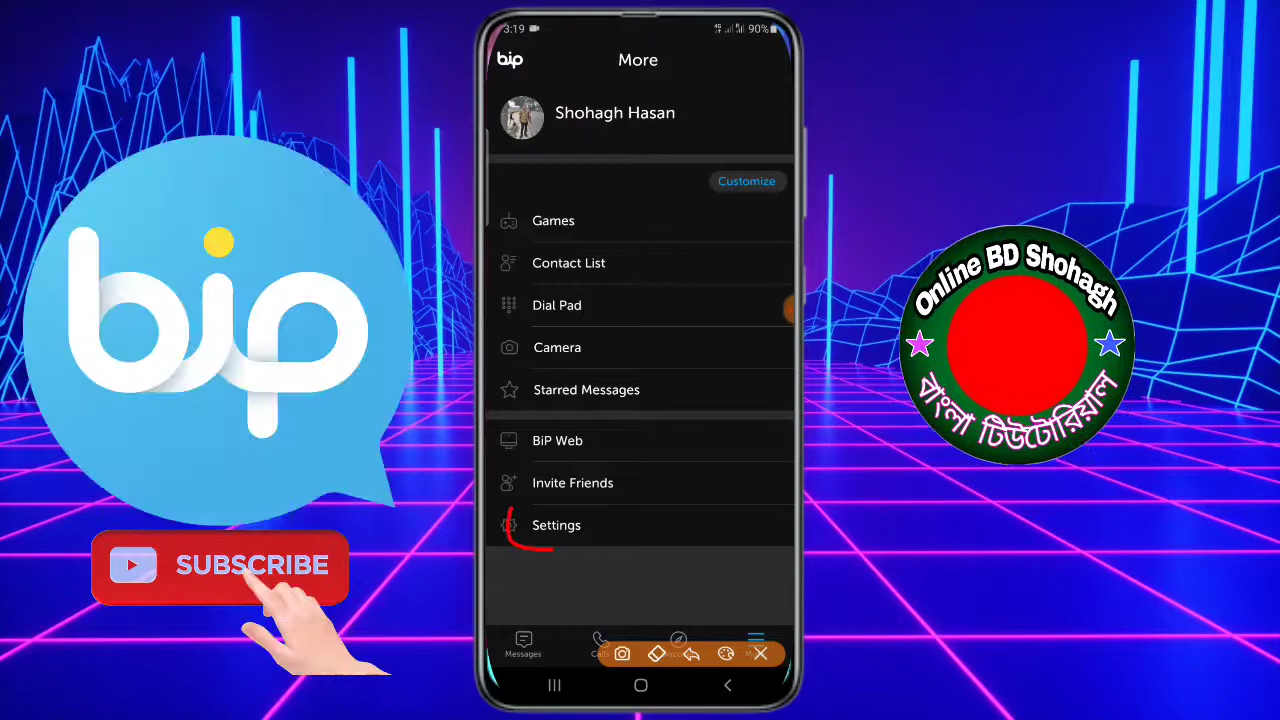 3:19
4G
90%
bip
More
Shohagh Hasan
Customize
Games
Contact List
Dial Pad
Camera
Starred Messages
BiP Web
Invite Friends
Settings
Messages
bip
SUBSCRIBE
Online BD Shohagh
বাংলা টিউটোরিয়াল